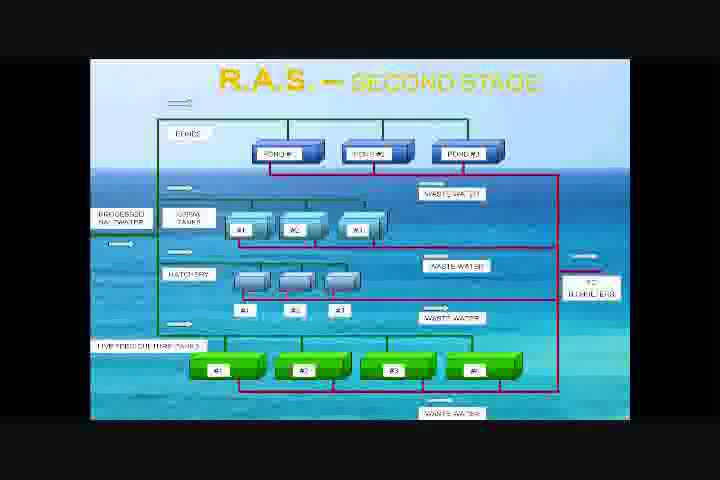 R.A.S. – SECOND STAGE
PONDS
POND #1
POND #2
POND #3
WASTE WATER
PROCESSED
SALTWATER
TANKS
#1
#2
#3
WASTE WATER
HATCHERY
TO
BIOFILTERS
#1
#2
#3
WASTE WATER
LIVE FEED CULTURE TANKS
#1
#2
#3
#4
WASTE WATER